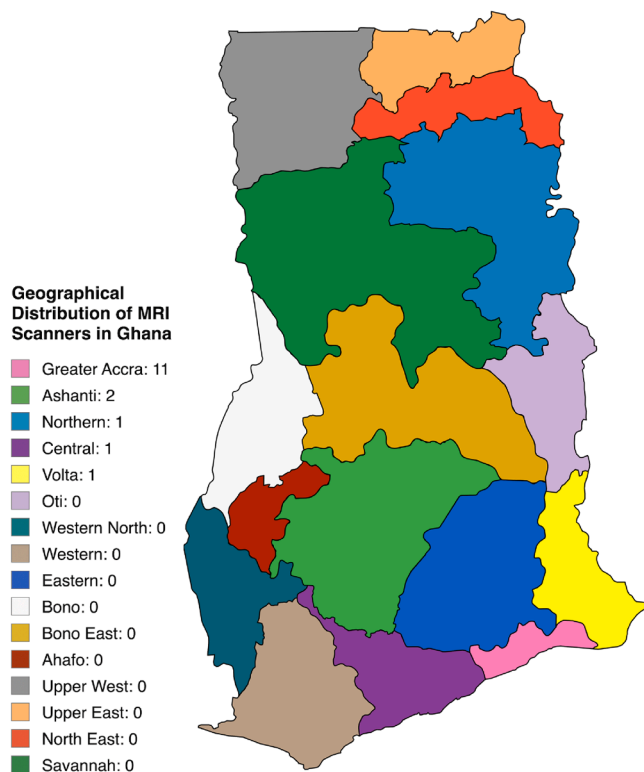 Geographical
Distribution of MRI
Scanners in Ghana
Greater Accra: 11
Ashanti: 2
Northern: 1
Central: 1
Volta: 1
Oti: 0
Western North: 0
Western: 0
Eastern: 0
Bono: 0
Bono East: 0
Ahafo: 0
Upper West: 0
Upper East: 0
North East: 0
Savannah: 0